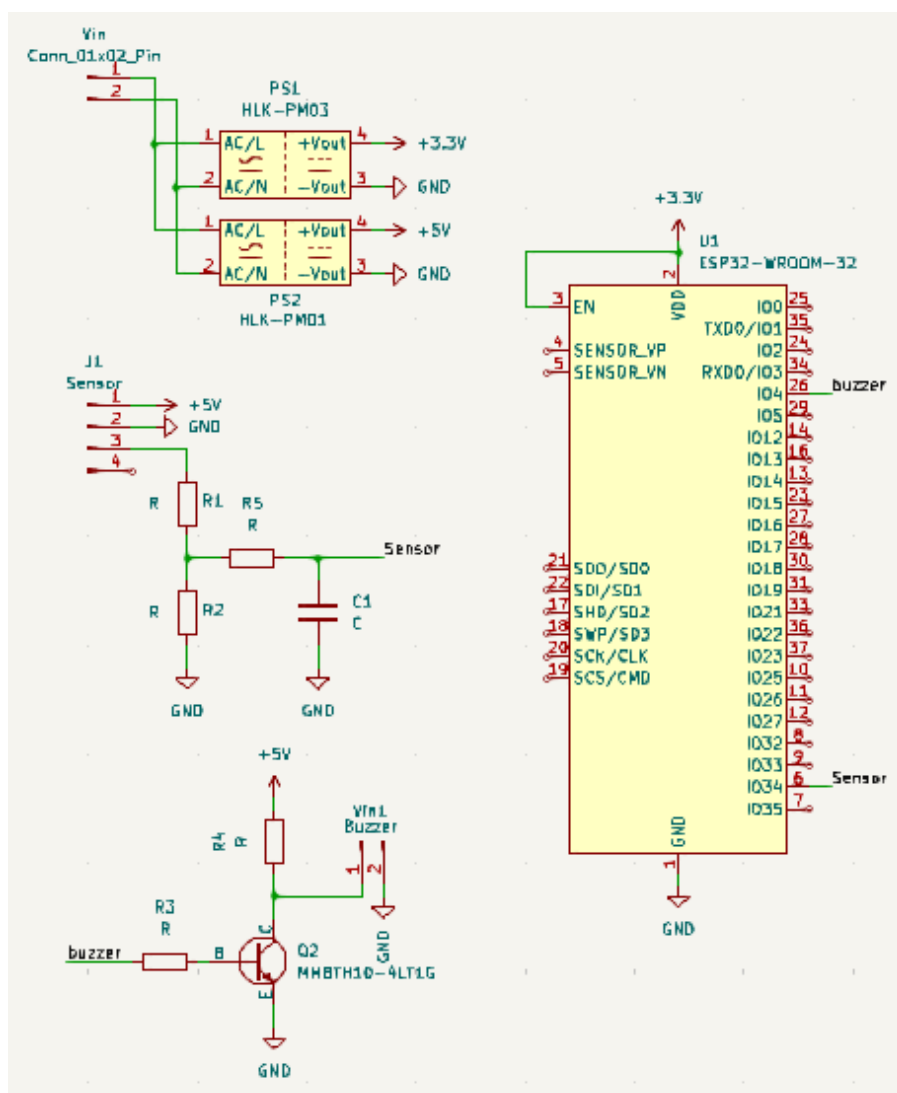 Vin
Conn_01x02_Pin
1
2
PS1
HLK-PM03
1 AC/L +Vout 4 +3.3V
2 AC/N -Vout 3 GND
1 AC/L +Vout 4 +5V
2 AC/N -Vout 3 GND
PS2
HLK-PM01
J1
Sensor
1 +5V
2 GND
3
4
R R1
R5
R
Sensor
R R2
C1
C
GND
GND
+5V
R4
R
Vin1
Buzzer
1
2
GND
R3
R
buzzer
B
C
E
Q2
MMBTH10-4LT1G
GND
+3.3V
U1
ESP32-WROOM-32
2
VDD
3 EN
4 SENSOR_VP
5 SENSOR_VN
21 SDO/SD0
22 SDI/SD1
17 SHD/SD2
18 SWP/SD3
20 SCK/CLK
19 SCS/CMD
IO0 25
TXD0/IO1 35
IO2 24
RXD0/IO3 34
IO4 26 buzzer
IO5 29
IO12 14
IO13 16
IO14 13
IO15 23
IO16 27
IO17 28
IO18 30
IO19 31
IO21 33
IO22 36
IO23 37
IO25 10
IO26 11
IO27 12
IO32 8
IO33 9
IO34 6 Sensor
IO35 7
GND
1
GND